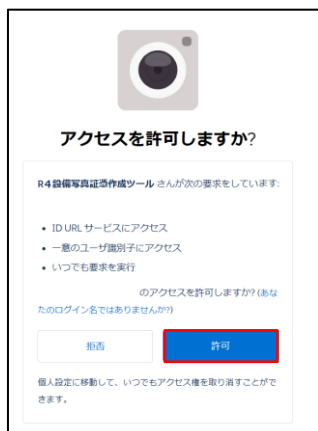 アクセスを許可しますか?
R4設備写真証憑作成ツール さんが次の要求をしています:
• ID URL サービスにアクセス
• 一意のユーザ識別子にアクセス
• いつでも要求を実行
のアクセスを許可しますか? (あな
たのログイン名ではありませんか?)
拒否
許可
個人設定に移動して、いつでもアクセス権を取り消すことがで
きます。